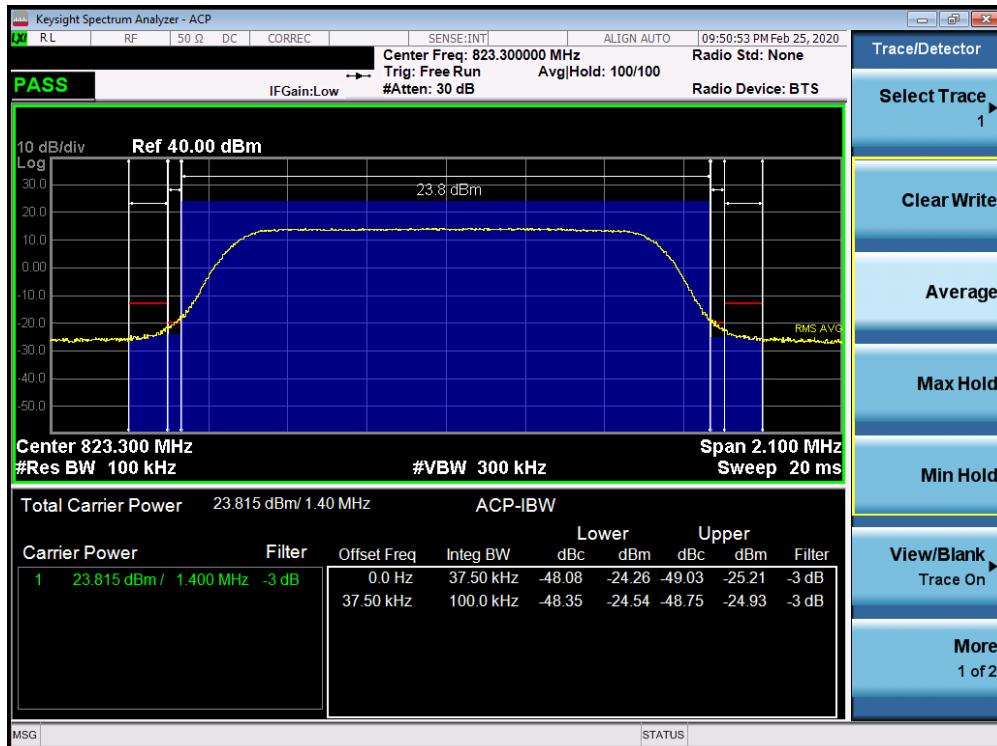 Keysight Spectrum Analyzer - ACP
LXI RL RF 50 Ω DC CORREC SENSE:INT ALIGN AUTO 09:50:53 PM Feb 25, 2020
Center Freq: 823.300000 MHz Radio Std: None
Trig: Free Run Avg|Hold: 100/100
PASS IFGain:Low #Atten: 30 dB Radio Device: BTS
10 dB/div Ref 40.00 dBm
Log
30.0
23.8 dBm
20.0
10.0
0.00
-10.0
-20.0
RMS AVG
-30.0
-40.0
-50.0
Center 823.300 MHz Span 2.100 MHz
#Res BW 100 kHz #VBW 300 kHz Sweep 20 ms
Total Carrier Power 23.815 dBm/ 1.40 MHz ACP-IBW
Lower Upper
Carrier Power Filter Offset Freq Integ BW dBc dBm dBc dBm Filter
1 23.815 dBm / 1.400 MHz -3 dB 0.0 Hz 37.50 kHz -48.08 -24.26 -49.03 -25.21 -3 dB
37.50 kHz 100.0 kHz -48.35 -24.54 -48.75 -24.93 -3 dB
MSG STATUS
Trace/Detector
Select Trace
1
Clear Write
Average
Max Hold
Min Hold
View/Blank
Trace On
More
1 of 2